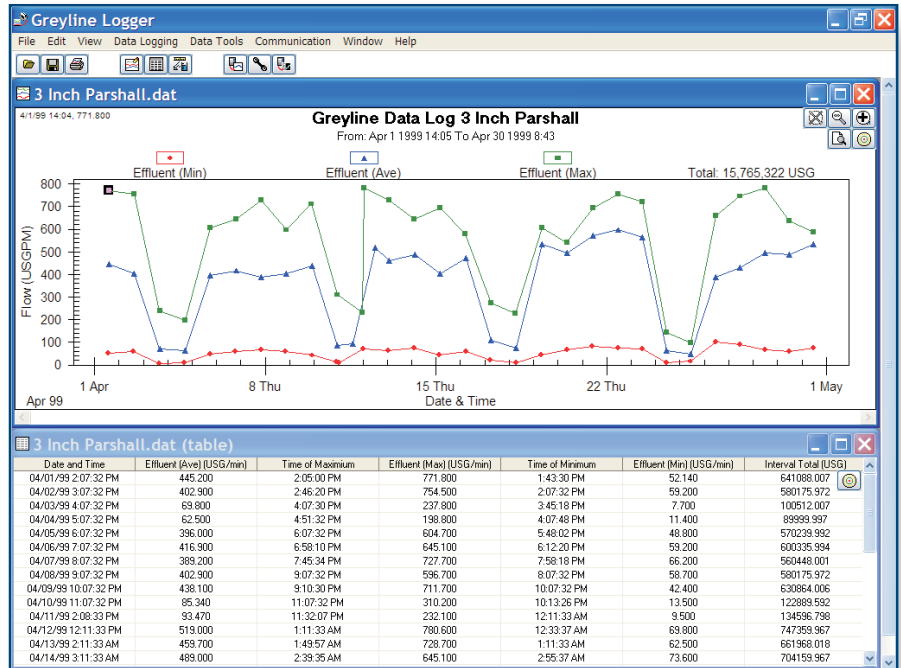 Greyline Logger
File Edit View Data Logging Data Tools Communication Window Help
3 Inch Parshall.dat
4/1/99 14:04, 771.800
Greyline Data Log 3 Inch Parshall
From: Apr 1 1999 14:05 To Apr 30 1999 8:43
Effluent (Min) Effluent (Ave) Effluent (Max) Total: 15,765,322 USG
Flow (USGPM)
800
700
600
500
400
300
200
100
0
1 Apr 8 Thu 15 Thu 22 Thu 1 May
Apr 99 Date & Time
3 Inch Parshall.dat (table)
Date and Time Effluent (Ave) (USG/min) Time of Maximium Effluent (Max) (USG/min) Time of Minimum Effluent (Min) (USG/min) Interval Total (USG)
04/01/99 2:07:32 PM 445.200 2:05:00 PM 771.800 1:43:30 PM 52.140 641088.007
04/02/99 3:07:32 PM 402.900 2:46:20 PM 754.500 2:07:32 PM 59.200 580175.972
04/03/99 4:07:32 PM 69.800 4:07:30 PM 237.800 3:45:18 PM 7.700 100512.007
04/04/99 5:07:32 PM 62.500 4:51:32 PM 198.800 4:07:48 PM 11.400 89999.997
04/05/99 6:07:32 PM 396.000 6:07:32 PM 604.700 5:48:02 PM 48.800 570239.992
04/06/99 7:07:32 PM 416.900 6:58:10 PM 645.100 6:12:20 PM 59.200 600335.994
04/07/99 8:07:32 PM 389.200 7:45:34 PM 727.700 7:58:18 PM 66.200 560448.001
04/08/99 9:07:32 PM 402.900 9:07:32 PM 596.700 8:07:32 PM 58.700 580175.972
04/09/99 10:07:32 PM 438.100 9:10:30 PM 711.700 10:07:32 PM 42.400 630864.006
04/10/99 11:07:32 PM 85.340 11:07:32 PM 310.200 10:13:26 PM 13.500 122889.592
04/11/99 2:08:33 PM 93.470 11:32:07 PM 232.100 12:11:33 AM 9.500 134596.798
04/12/99 12:11:33 PM 519.000 1:11:33 AM 780.600 12:33:37 AM 69.800 747359.967
04/13/99 2:11:33 AM 459.700 1:49:57 AM 728.700 1:11:33 AM 62.500 661968.018
04/14/99 3:11:33 AM 489.000 2:39:35 AM 645.100 2:55:37 AM 73.600 704159.967